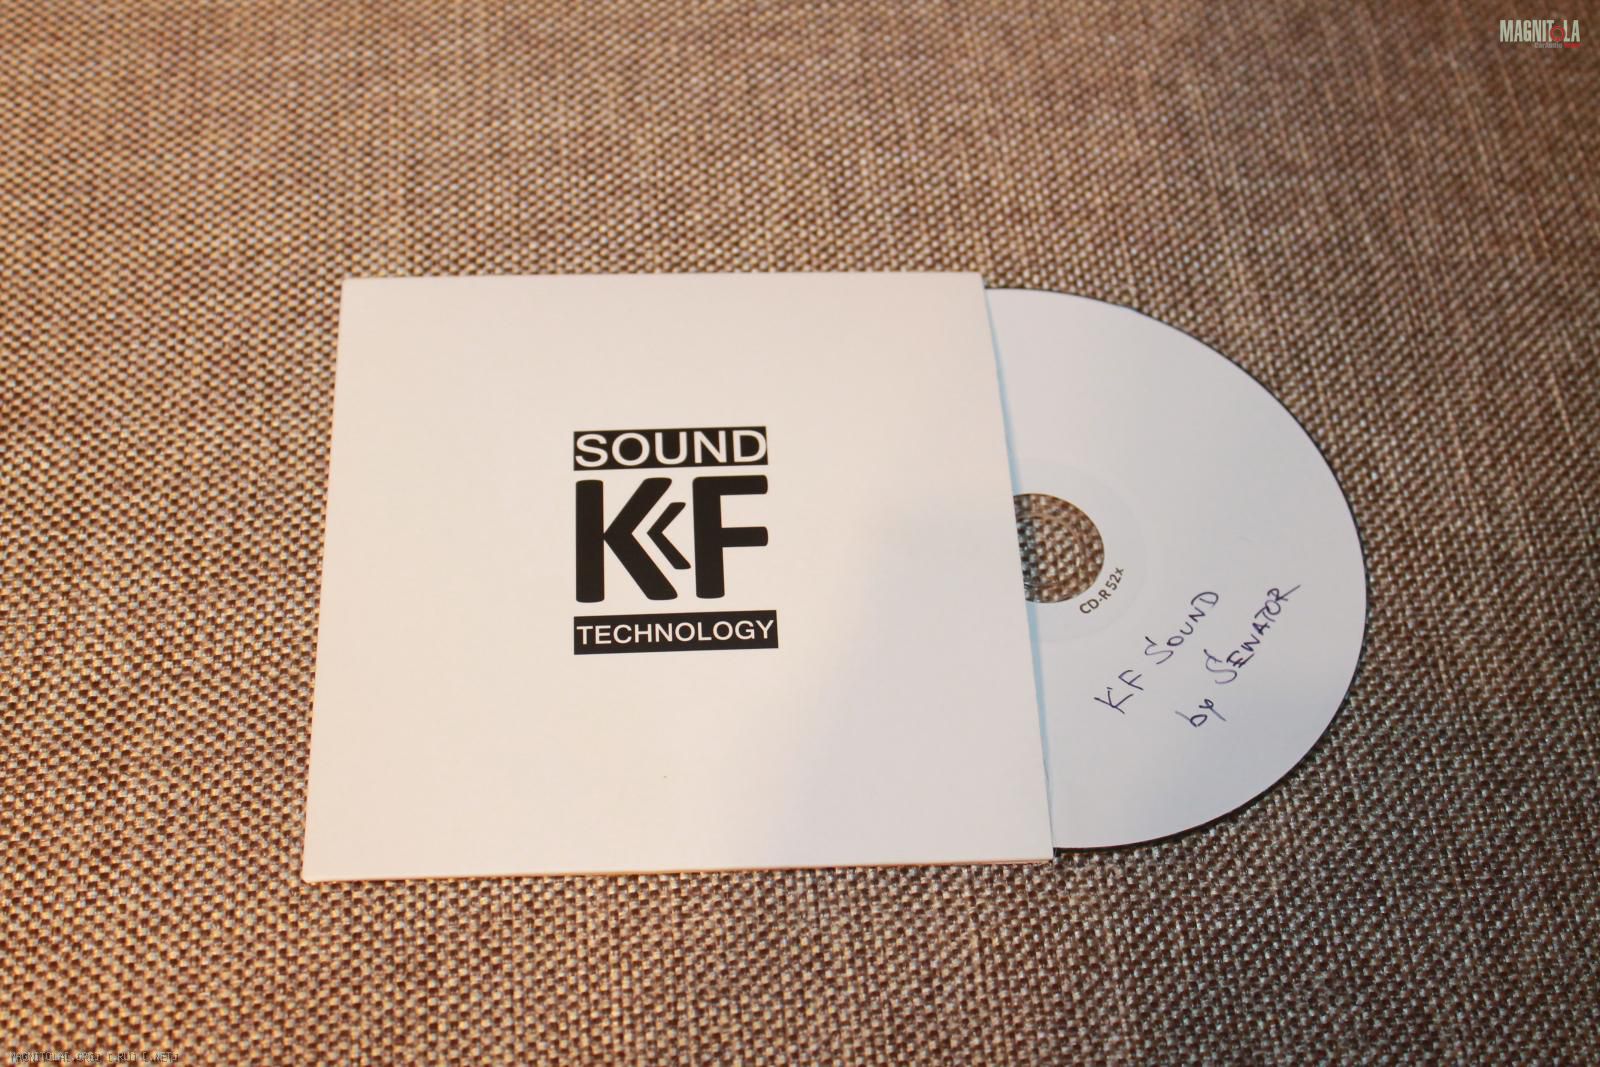 MAGNITOLA
SOUND
KF
TECHNOLOGY
CD-R 52x
KF SOUND
by SENATOR